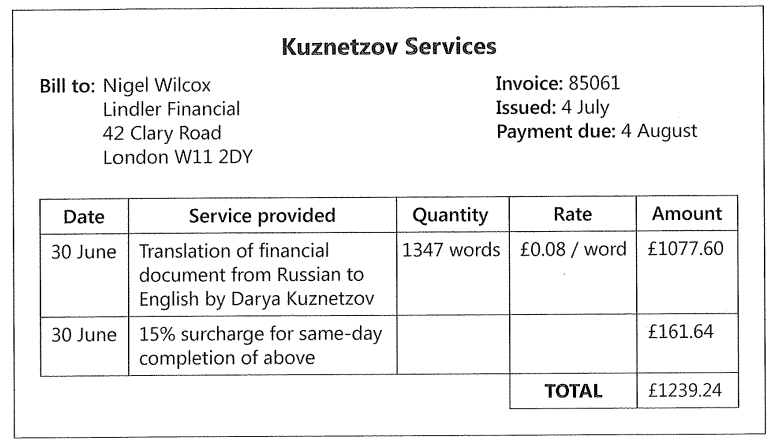 Kuznetzov Services
Bill to: Nigel Wilcox
Lindler Financial
42 Clary Road
London W11 2DY
Invoice: 85061
Issued: 4 July
Payment due: 4 August
Date Service provided Quantity Rate Amount
30 June Translation of financial 1347 words £0.08 / word £1077.60
document from Russian to
English by Darya Kuznetzov
30 June 15% surcharge for same-day £161.64
completion of above
TOTAL £1239.24